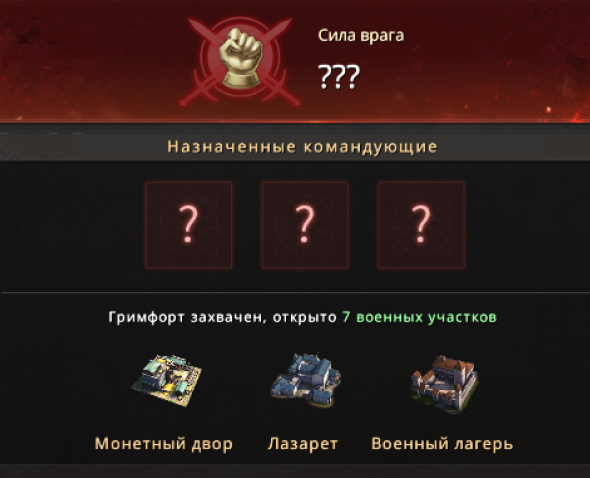 Сила врага
???
Назначенные командующие
? ? ?
Гримфорт захвачен, открыто 7 военных участков
Монетный двор Лазарет Военный лагерь